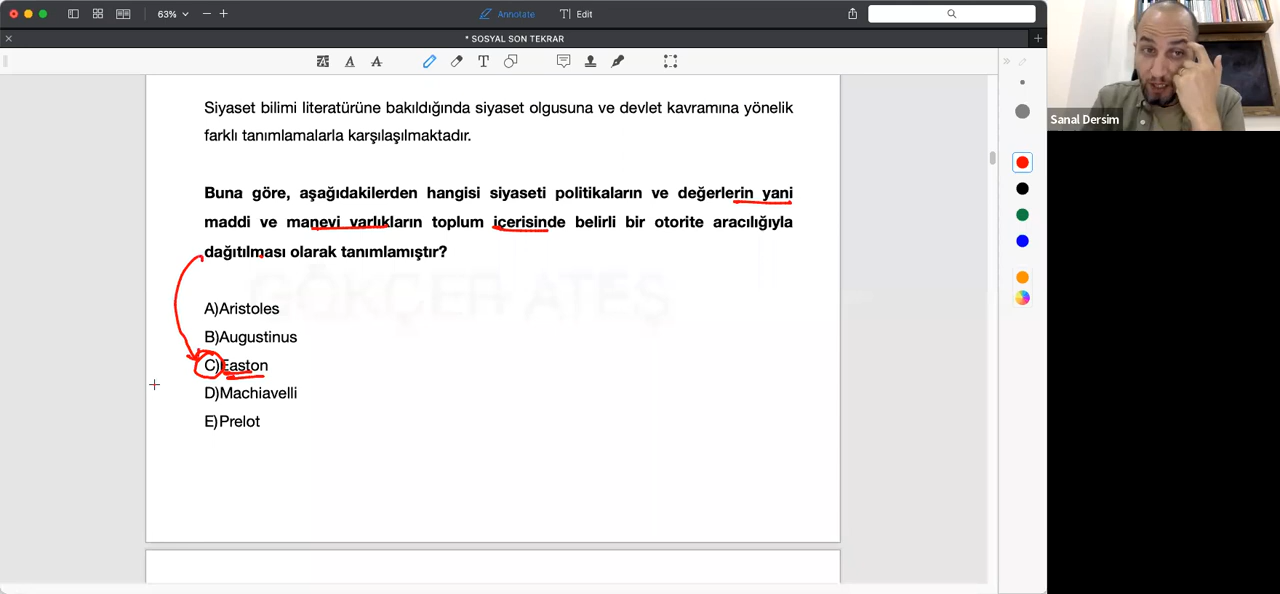 63%
Annotate
Edit
* SOSYAL SON TEKRAR
Siyaset bilimi literatürüne bakıldığında siyaset olgusuna ve devlet kavramına yönelik
farklı tanımlamalarla karşılaşılmaktadır.
Buna göre, aşağıdakilerden hangisi siyaseti politikaların ve değerlerin yani
maddi ve manevi varlıkların toplum içerisinde belirli bir otorite aracılığıyla
dağıtılması olarak tanımlamıştır?
GÖKÇER ATEŞ
A)Aristoles
B)Augustinus
C)Easton
D)Machiavelli
E)Prelot
Sanal Dersim